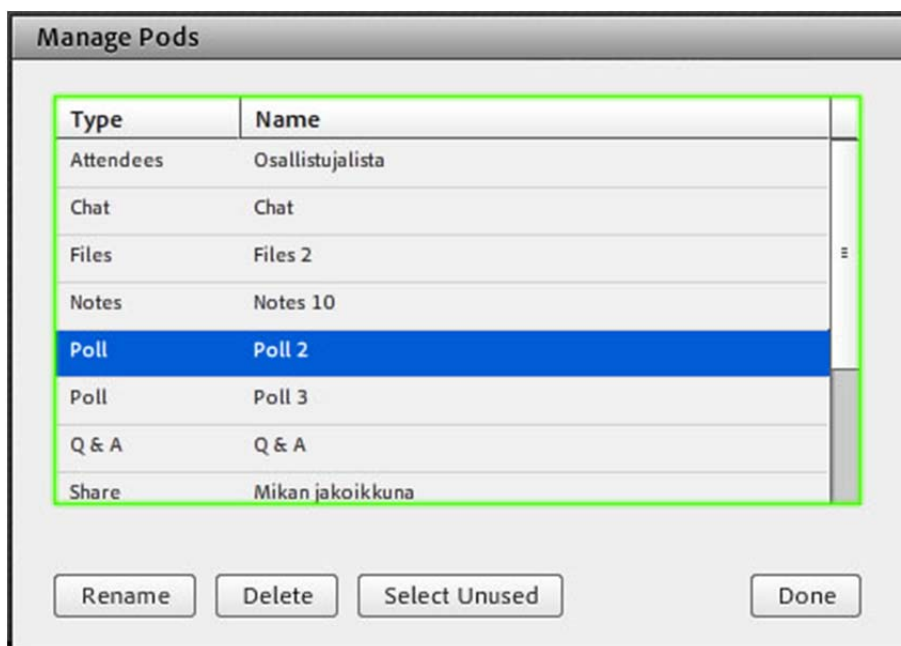 Manage Pods
Type Name
Attendees Osallistujalista
Chat Chat
Files Files 2
Notes Notes 10
Poll Poll 2
Poll Poll 3
Q & A Q & A
Share Mikan jakoikkuna
Rename Delete Select Unused Done